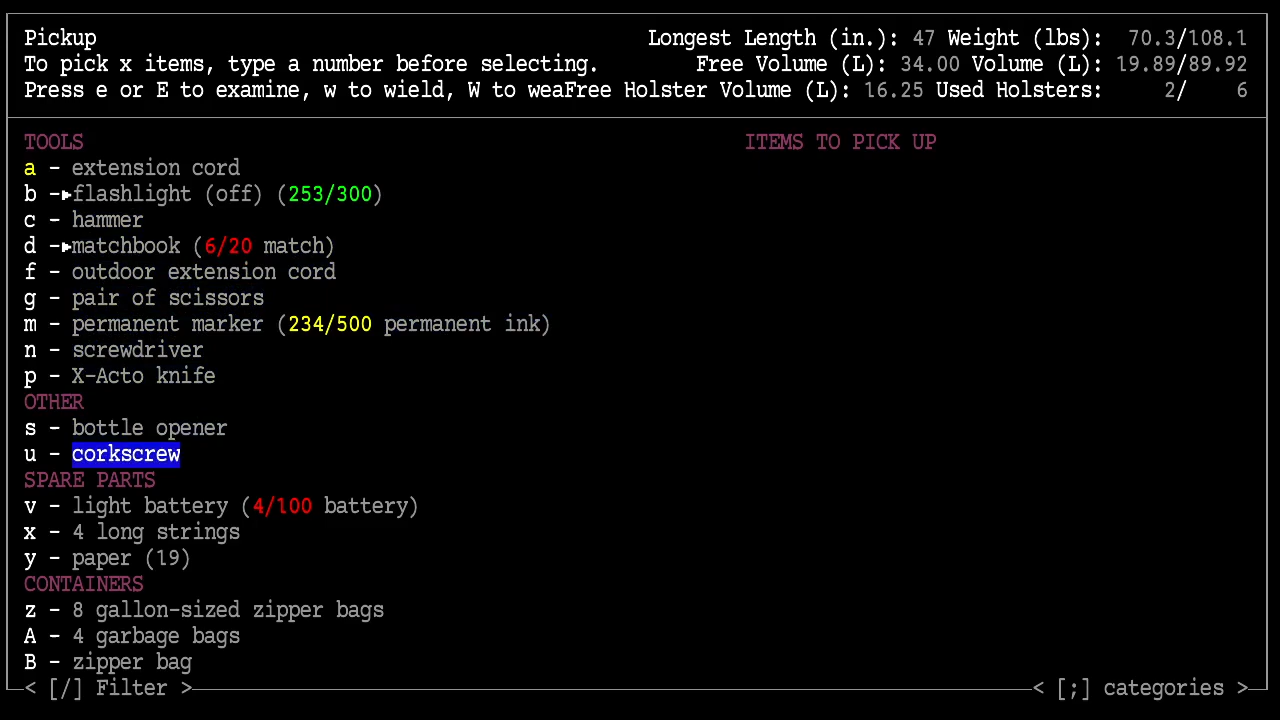 Pickup Longest Length (in.): 47 Weight (lbs): 70.3/108.1
To pick x items, type a number before selecting. Free Volume (L): 34.00 Volume (L): 19.89/89.92
Press e or E to examine, w to wield, W to weaFree Holster Volume (L): 16.25 Used Holsters: 2/ 6
TOOLS ITEMS TO PICK UP
a - extension cord
b -▸flashlight (off) (253/300)
c - hammer
d -▸matchbook (6/20 match)
f - outdoor extension cord
g - pair of scissors
m - permanent marker (234/500 permanent ink)
n - screwdriver
p - X-Acto knife
OTHER
s - bottle opener
u - corkscrew
SPARE PARTS
v - light battery (4/100 battery)
x - 4 long strings
y - paper (19)
CONTAINERS
z - 8 gallon-sized zipper bags
A - 4 garbage bags
B - zipper bag
< [/] Filter > < [;] categories >